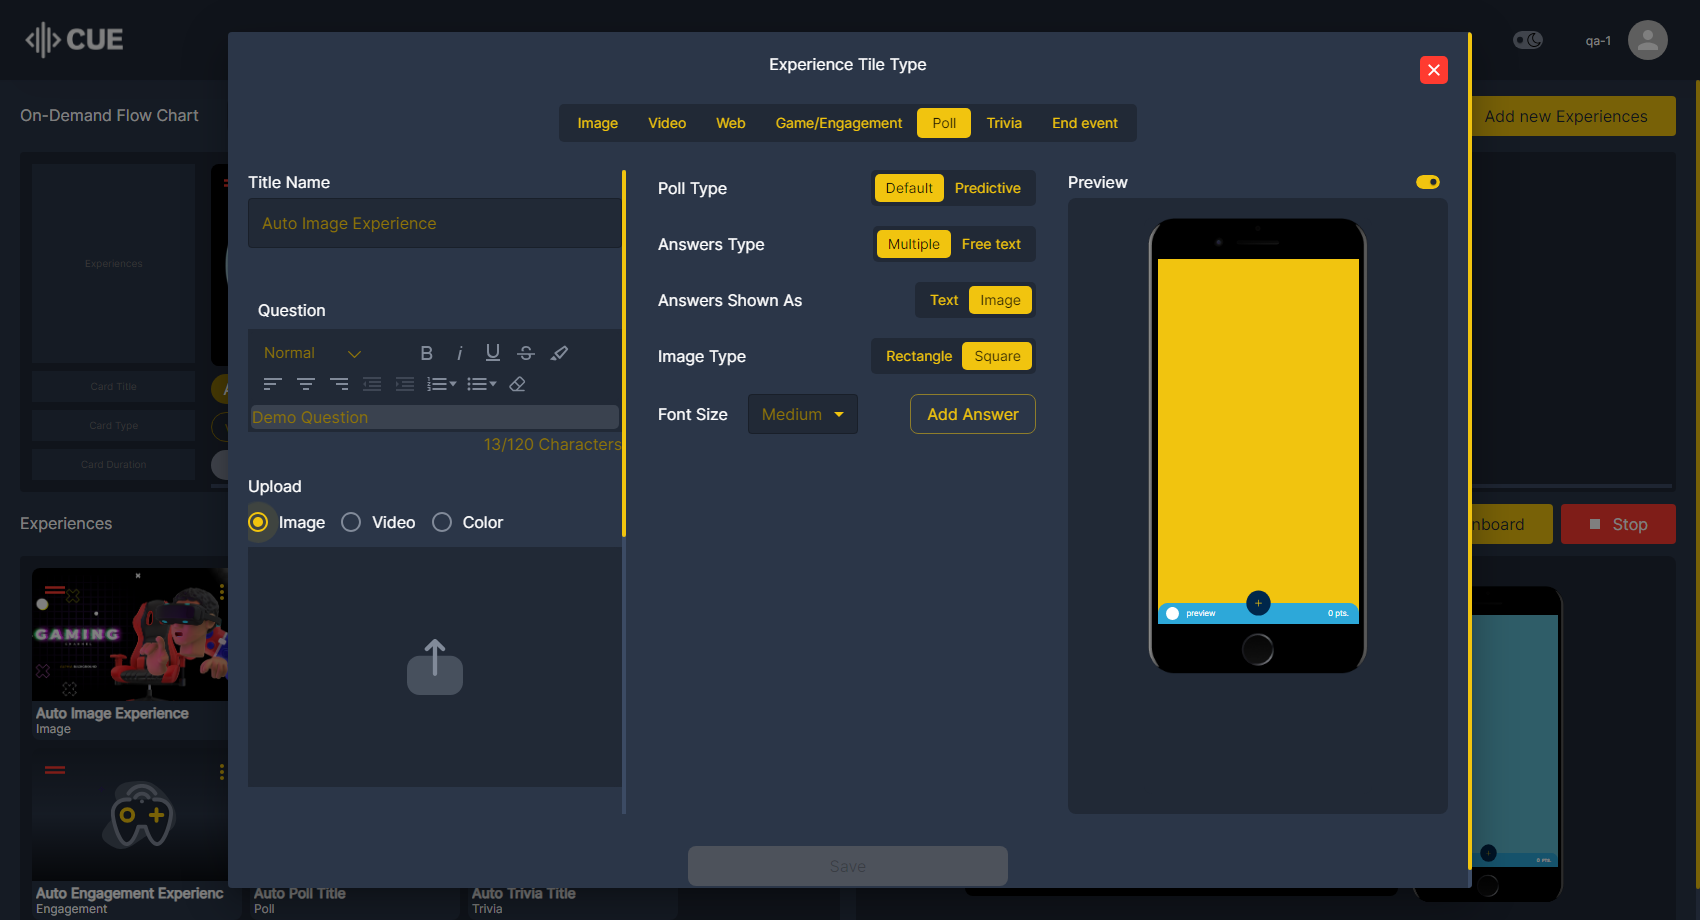 CUE
Experience Tile Type
qa-1
On-Demand Flow Chart
Add new Experiences
Image Video Web Game/Engagement Poll Trivia End event
Title Name
Auto Image Experience
Poll Type
Default Predictive
Preview
Answers Type
Multiple Free text
Experiences
Answers Shown As
Text Image
Question
Normal
Image Type
Rectangle Square
Card Title
Demo Question
13/120 Characters
Font Size
Medium
Add Answer
Card Type
Card Duration
Upload
Image Video Color
Experiences
nboard
Stop
GAMING
preview
0 pts.
Auto Image Experience
Image
Save
0 pts.
Auto Engagement Experienc
Engagement
Auto Poll Title
Poll
Auto Trivia Title
Trivia